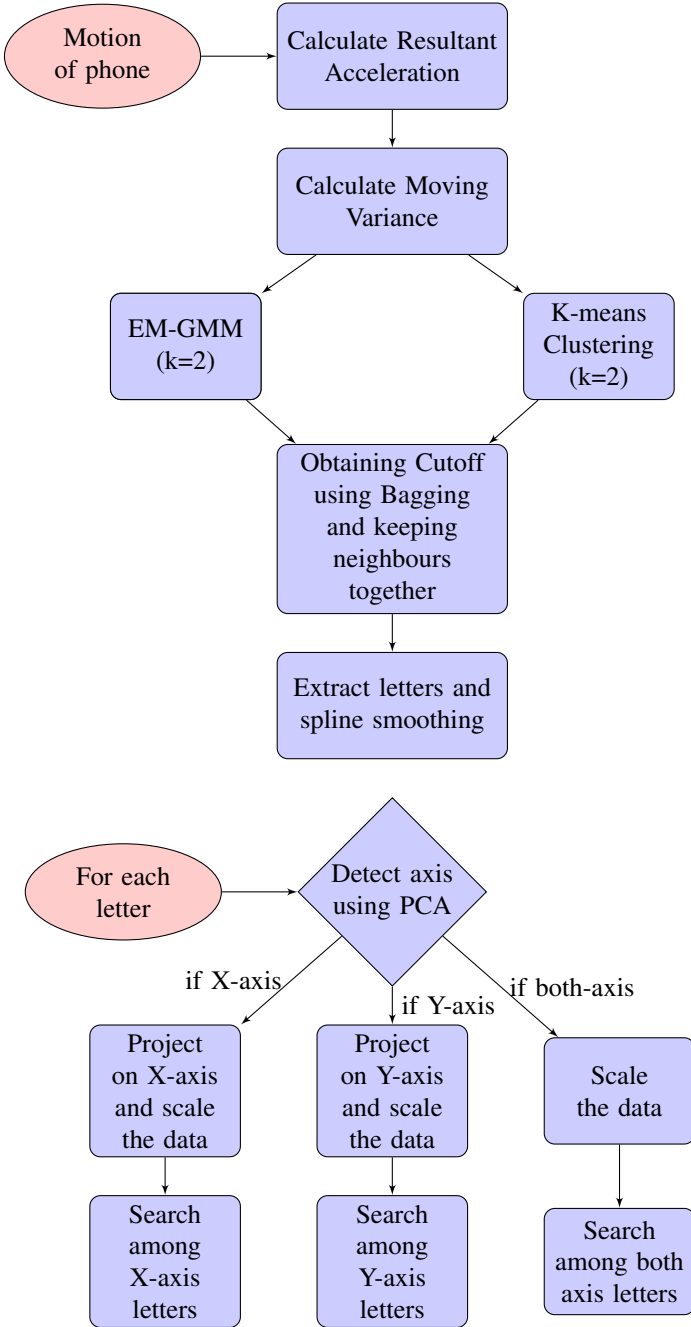 Motion
of phone
Calculate Resultant
Acceleration
Calculate Moving
Variance
EM-GMM
(k=2)
K-means
Clustering
(k=2)
Obtaining Cutoff
using Bagging
and keeping
neighbours
together
Extract letters and
spline smoothing
For each
letter
Detect axis
using PCA
if X-axis
if Y-axis
if both-axis
Project
on X-axis
and scale
the data
Project
on Y-axis
and scale
the data
Scale
the data
Search
among
X-axis
letters
Search
among
Y-axis
letters
Search
among both
axis letters